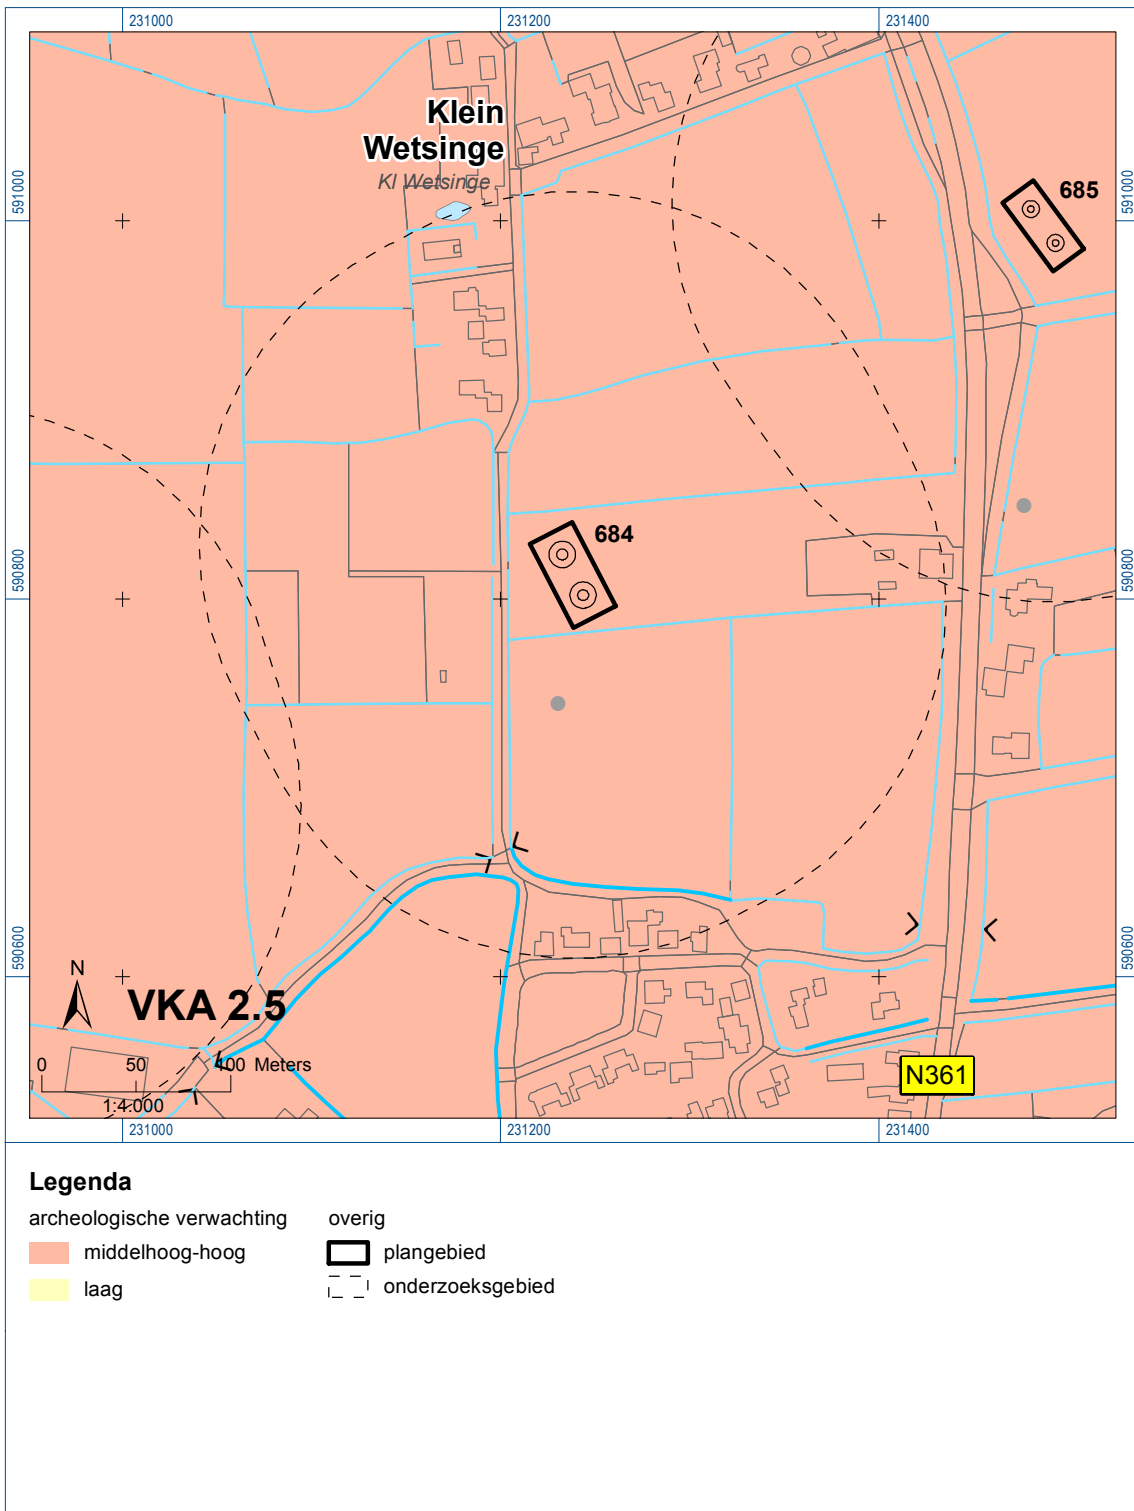 231000 231200 231400
Klein
Wetsinge
Kl Wetsinge
591000 591000
685
684
590800 590800
590600 590600
N
VKA 2.5
0 50 100 Meters
1:4.000
N361
231000 231200 231400
Legenda
archeologische verwachting overig
middelhoog-hoog plangebied
laag onderzoeksgebied